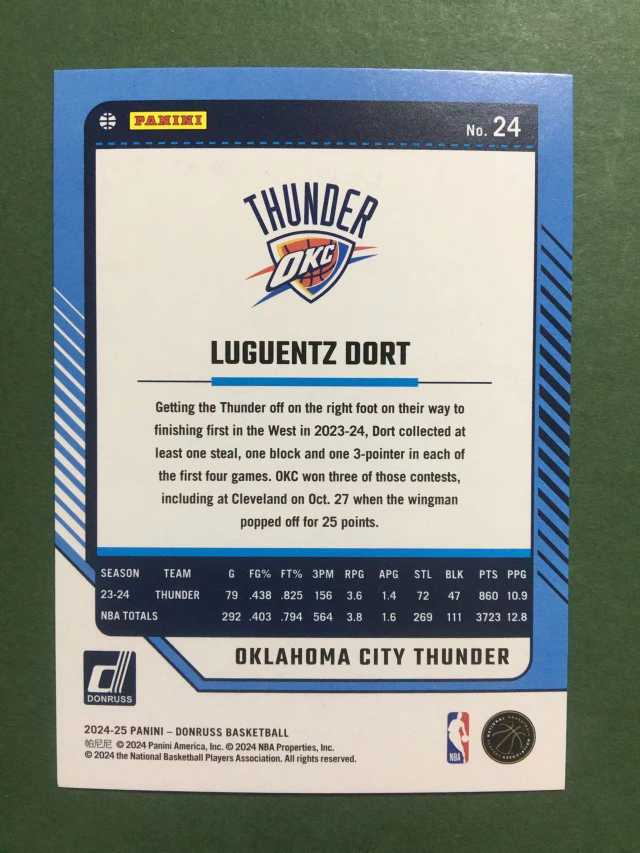 PANINI
No. 24
THUNDER
OKC
LUGUENTZ DORT
Getting the Thunder off on the right foot on their way to
finishing first in the West in 2023-24, Dort collected at
least one steal, one block and one 3-pointer in each of
the first four games. OKC won three of those contests,
including at Cleveland on Oct. 27 when the wingman
popped off for 25 points.
SEASON TEAM G FG% FT% 3PM RPG APG STL BLK PTS PPG
23-24 THUNDER 79 .438 .825 156 3.6 1.4 72 47 860 10.9
NBA TOTALS 292 .403 .794 564 3.8 1.6 269 111 3723 12.8
OKLAHOMA CITY THUNDER
d
DONRUSS
2024-25 PANINI – DONRUSS BASKETBALL
帕尼尼 © 2024 Panini America, Inc. © 2024 NBA Properties, Inc.
© 2024 the National Basketball Players Association. All rights reserved.
NBA